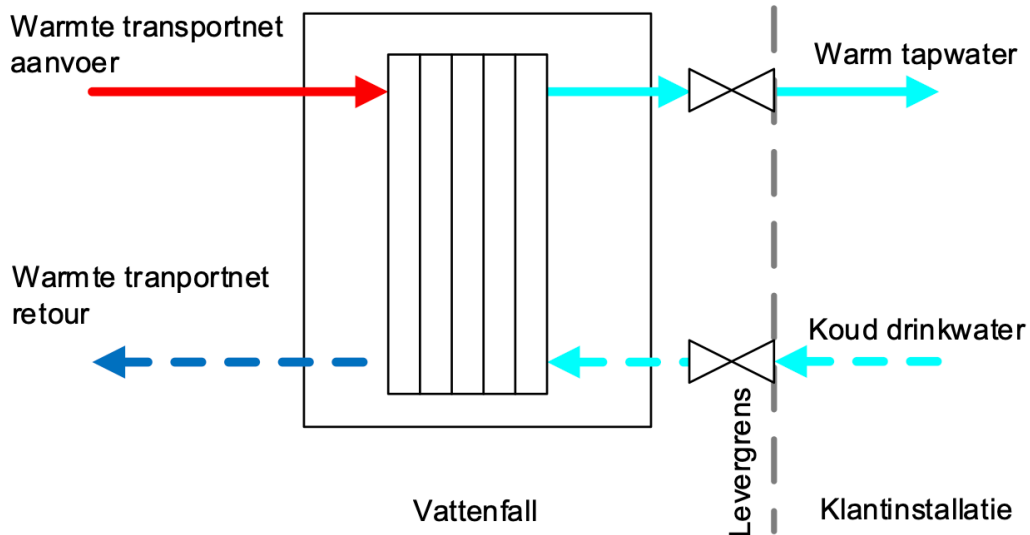 Warmte transportnet
aanvoer
Warm tapwater
Warmte tranportnet
retour
Koud drinkwater
Levergrens
Vattenfall
Klantinstallatie